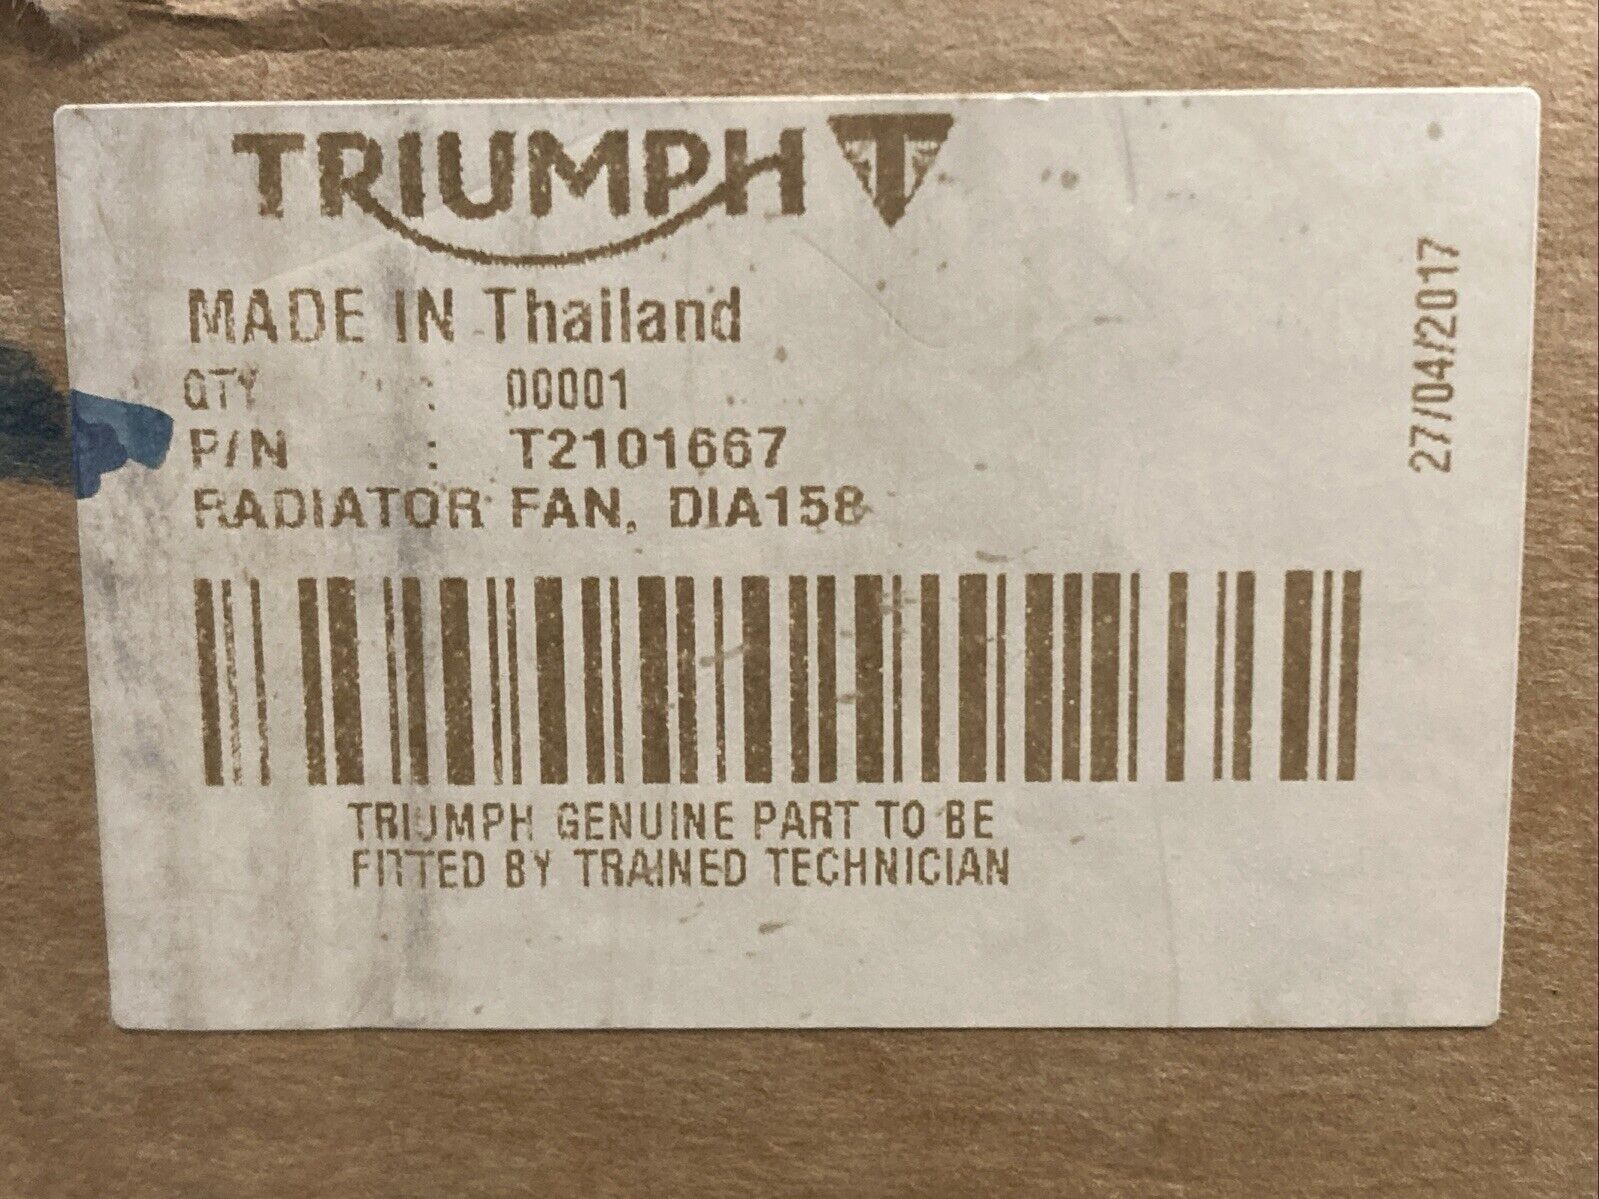 TRIUMPH T
MADE IN Thailand
QTY : 00001
P/N : T2101667
RADIATOR FAN, DIA158
TRIUMPH GENUINE PART TO BE
FITTED BY TRAINED TECHNICIAN
27/04/2017